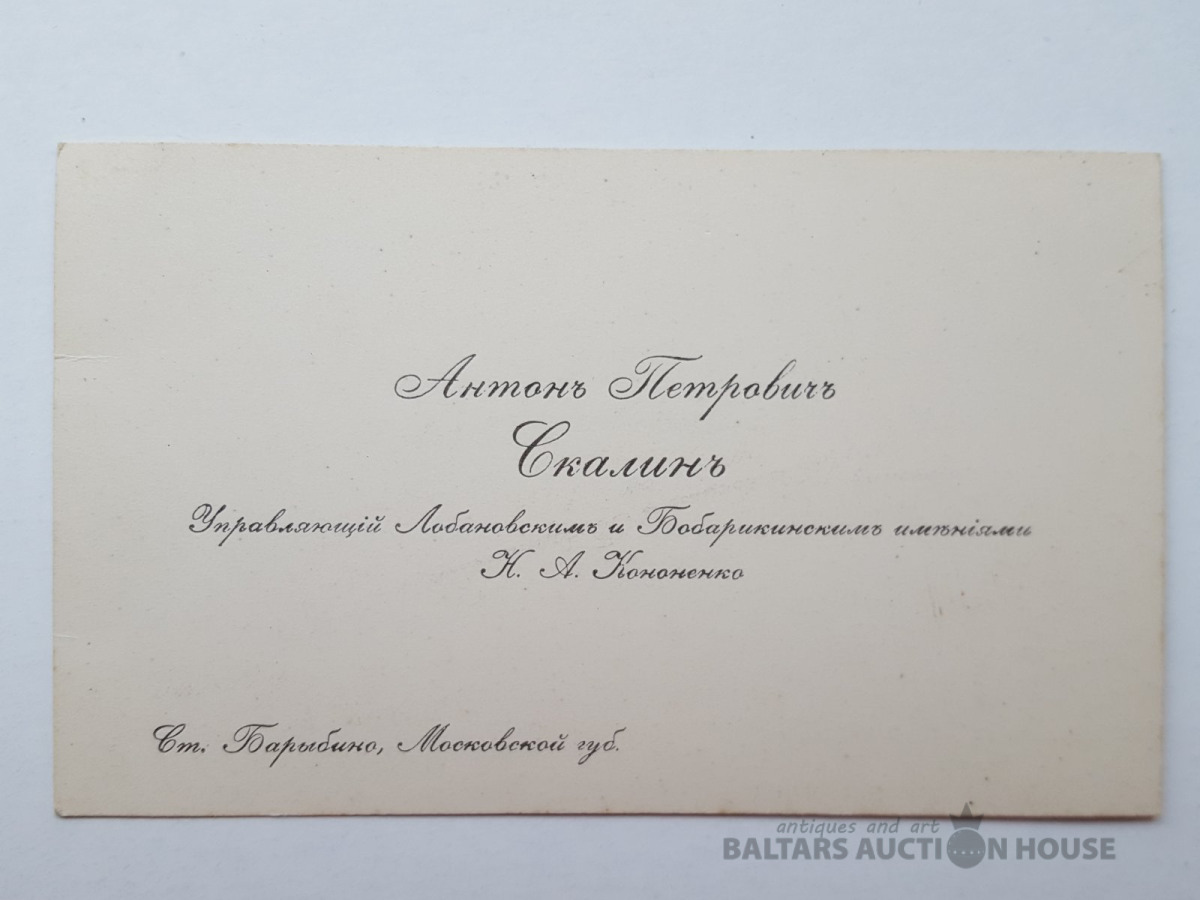 Антонъ Петровичъ
Скалинъ
Управляющій Лобановскимъ и Бобарикинскимъ имѣніями
Н. А. Кононенко
Ст. Барыбино, Московской губ.
antiques and art
BALTARS AUCTION HOUSE